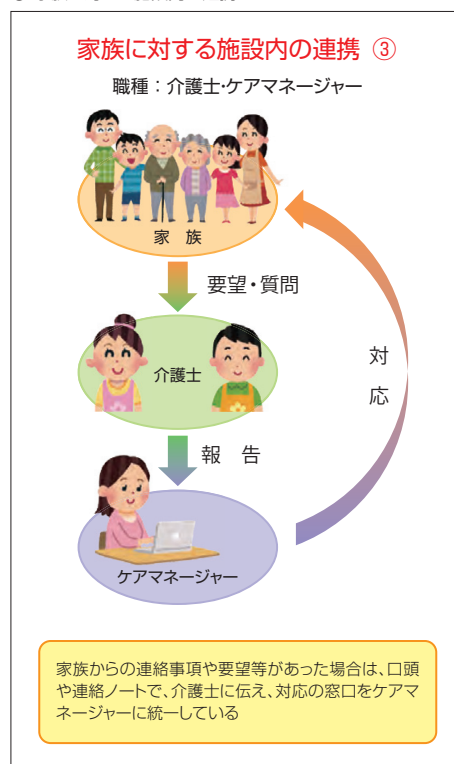 家族に対する施設内の連携 ③
職種：介護士・ケアマネージャー
家 族
要望・質問
介護士
対
応
報 告
ケアマネージャー
家族からの連絡事項や要望等があった場合は、口頭
や連絡ノートで、介護士に伝え、対応の窓口をケアマ
ネージャーに統一している